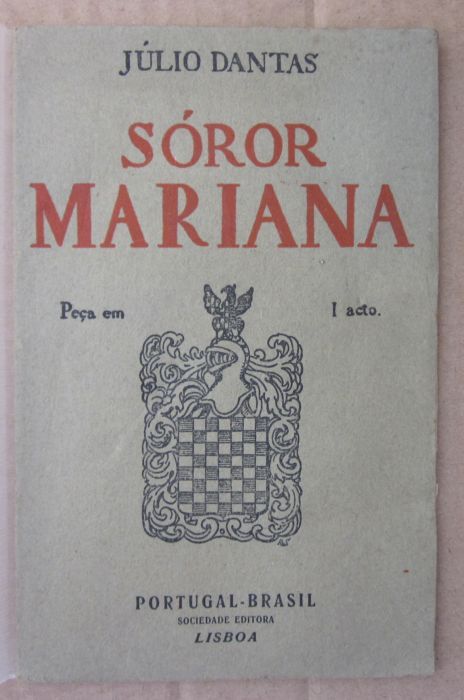 JÚLIO DANTAS
SÓROR
MARIANA
Peça em I acto.
PORTUGAL-BRASIL
SOCIEDADE EDITORA
LISBOA